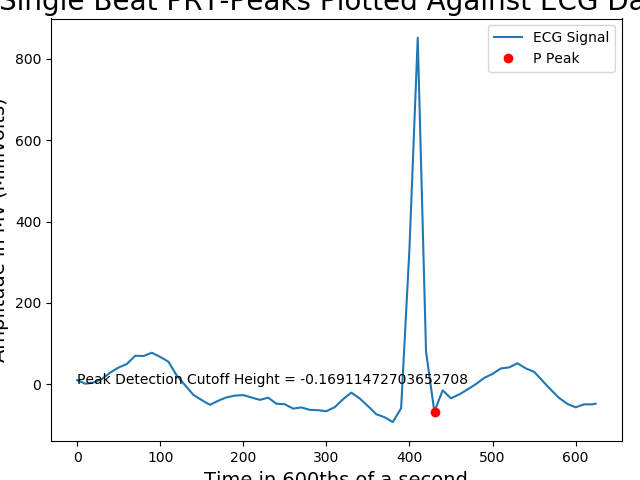 Single Beat PRT-Peaks Plotted Against ECG Da
ECG Signal
P Peak
Amplitude in MV (Millivolts)
800
600
400
200
0
Peak Detection Cutoff Height = -0.16911472703652708
0 100 200 300 400 500 600
Time in 600ths of a second